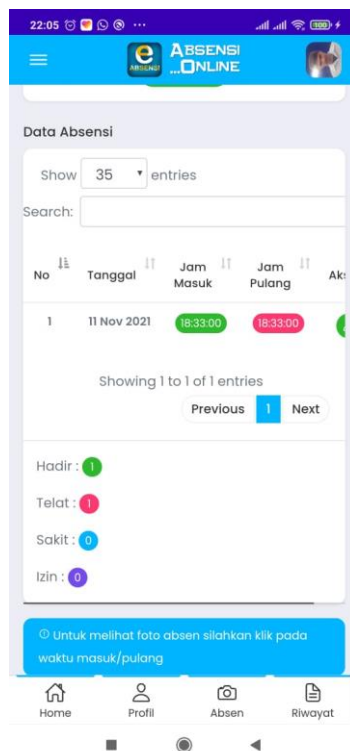 22:05
100
ABSENSI
...ONLINE
e
ABSENSI
Data Absensi
Show 35 entries
Search:
No Tanggal Jam Masuk Jam Pulang Aks
1 11 Nov 2021 18:33:00 18:33:00
Showing 1 to 1 of 1 entries
Previous 1 Next
Hadir : 1
Telat : 1
Sakit : 0
Izin : 0
Untuk melihat foto absen silahkan klik pada
waktu masuk/pulang
Home Profil Absen Riwayat